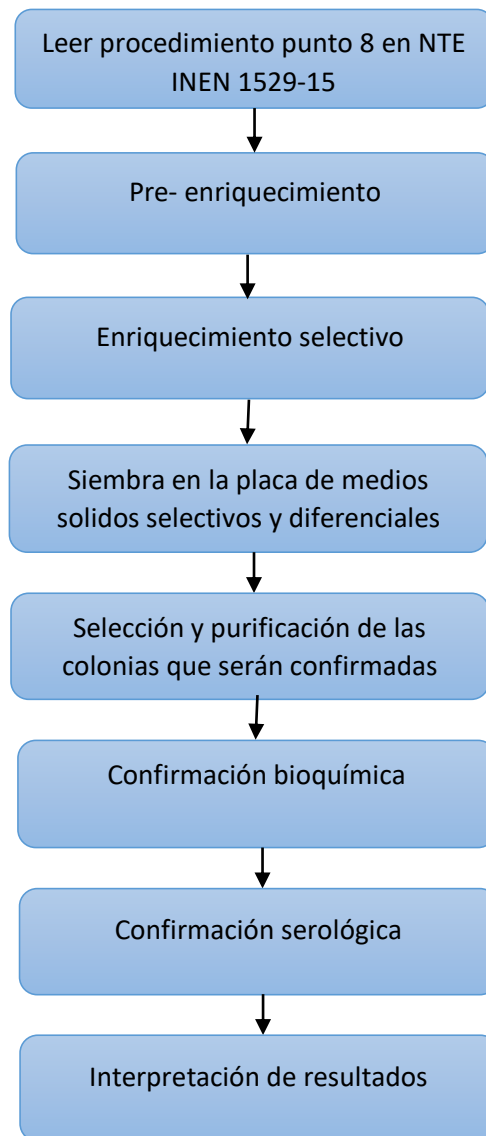 Leer procedimiento punto 8 en NTE
INEN 1529-15
Pre- enriquecimiento
Enriquecimiento selectivo
Siembra en la placa de medios
solidos selectivos y diferenciales
Selección y purificación de las
colonias que serán confirmadas
Confirmación bioquímica
Confirmación serológica
Interpretación de resultados